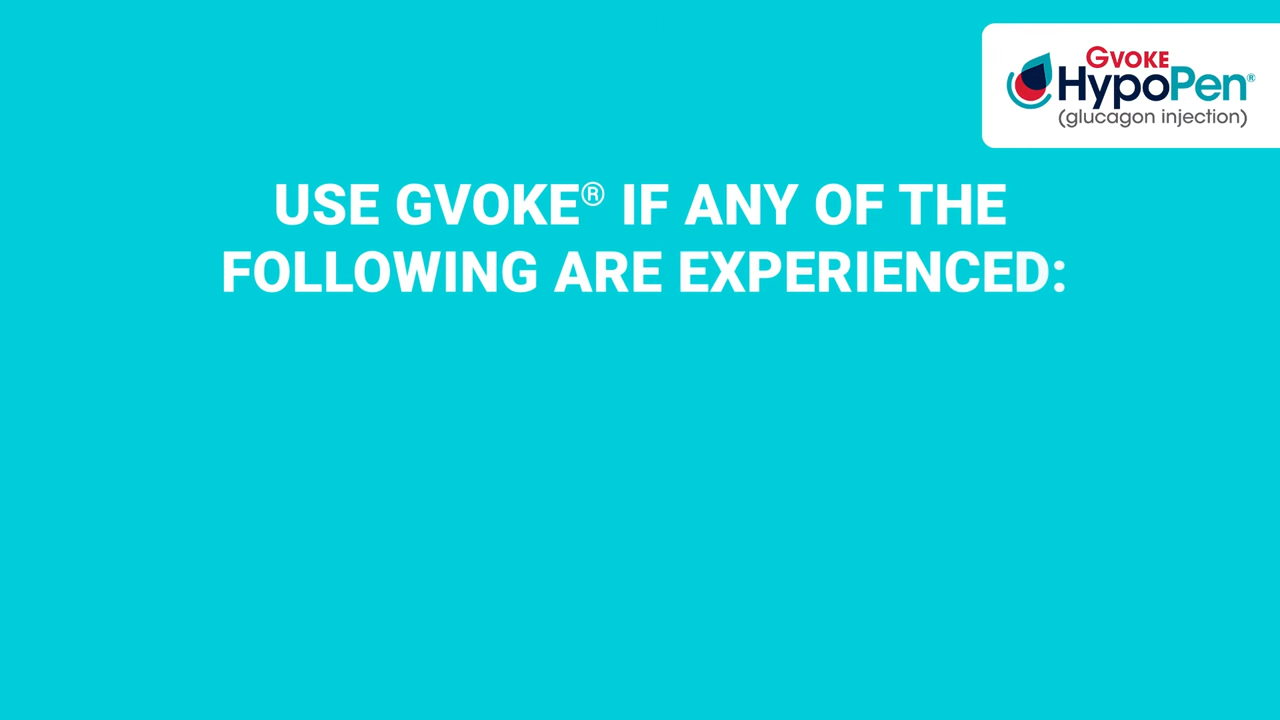 GVOKE
HypoPen®
(glucagon injection)
USE GVOKE® IF ANY OF THE
FOLLOWING ARE EXPERIENCED: